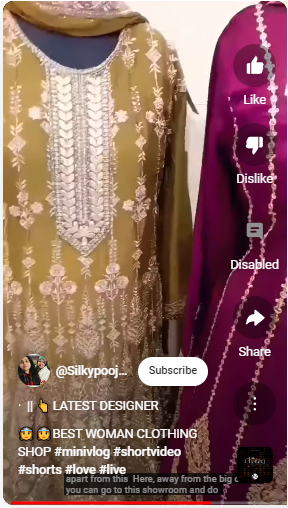 Like
Dislike
Disabled
Share
@Silkypooj...
Subscribe
· || 👆 LATEST DESIGNER
👩👩BEST WOMAN CLOTHING
SHOP #minivlog #shortvideo
#shorts #love #live
apart from this Here, away from the big c
you can go to this showroom and do